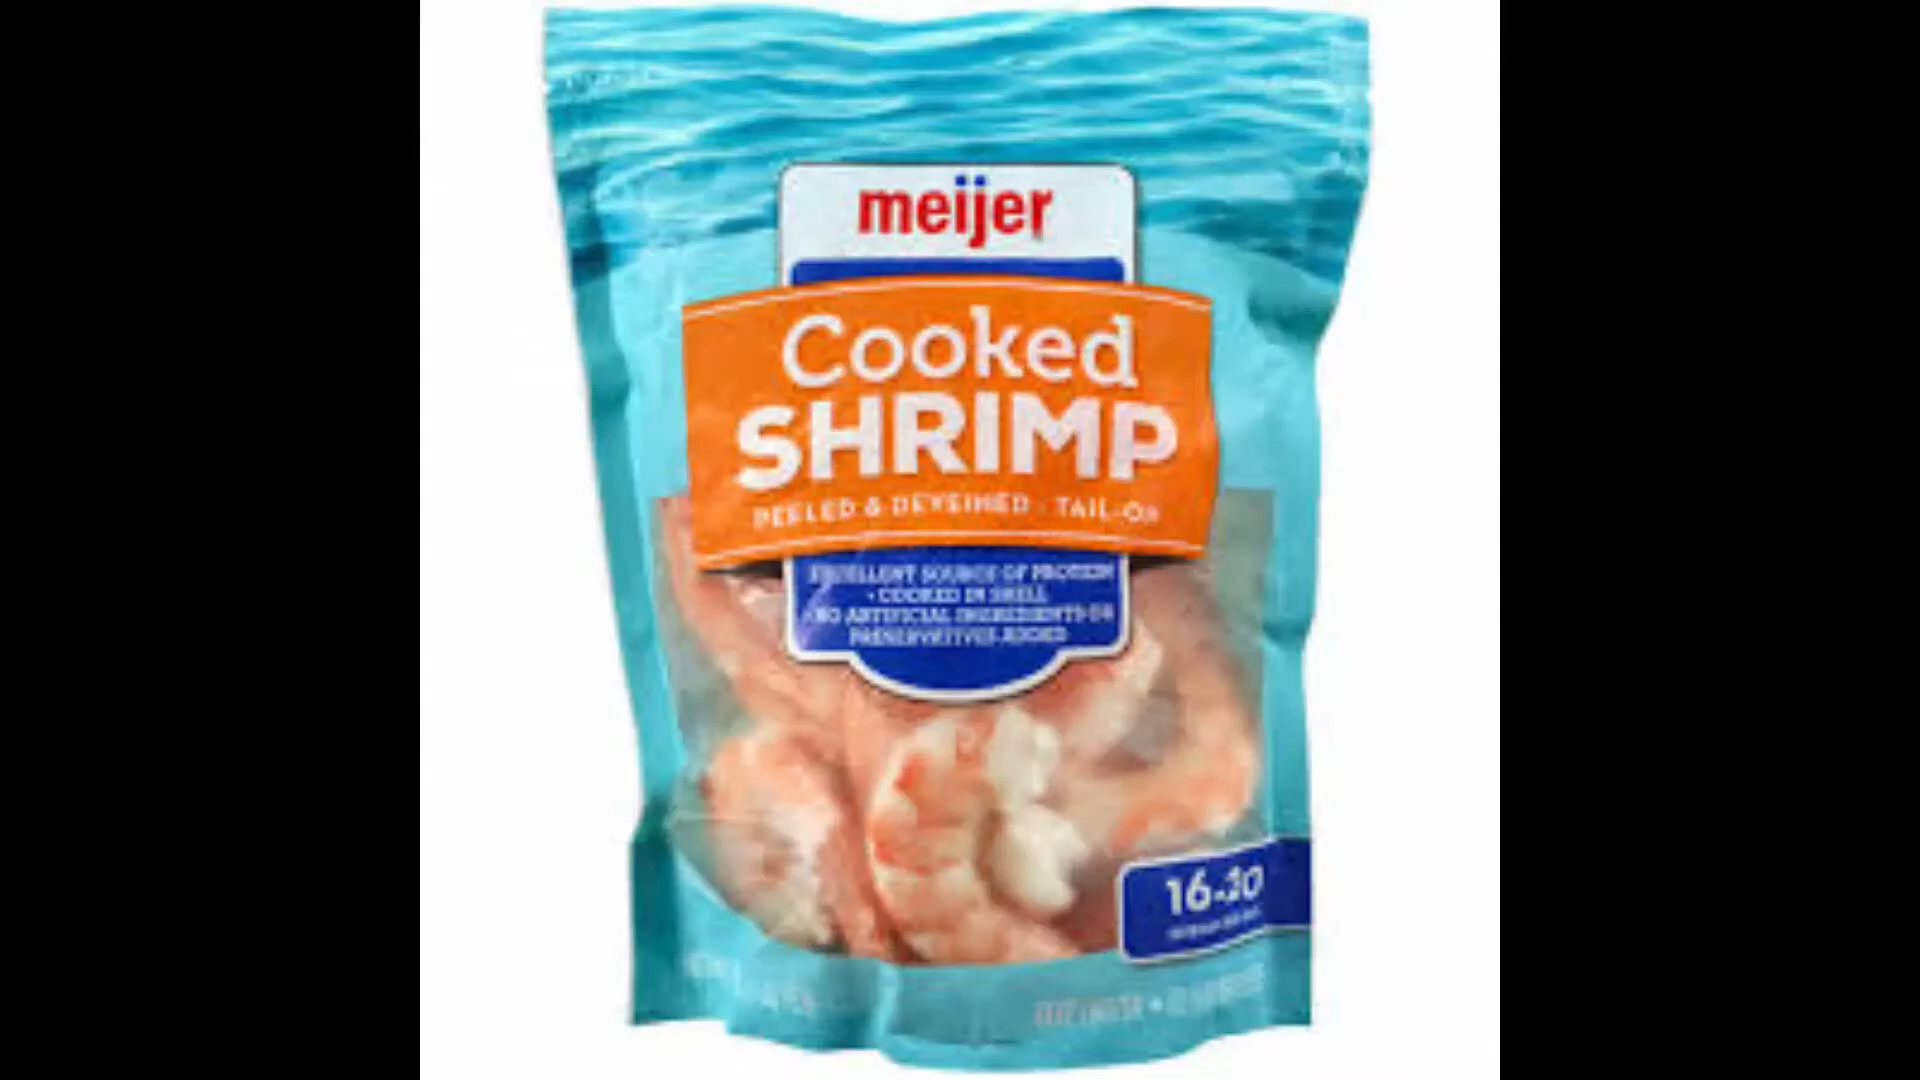 meijer
Cooked
SHRIMP
PEELED & DEVEINED · TAIL-ON
EXCELLENT SOURCE OF PROTEIN
• COOKED IN SHELL
• NO ARTIFICIAL INGREDIENTS OR
PRESERVATIVES ADDED
16-20